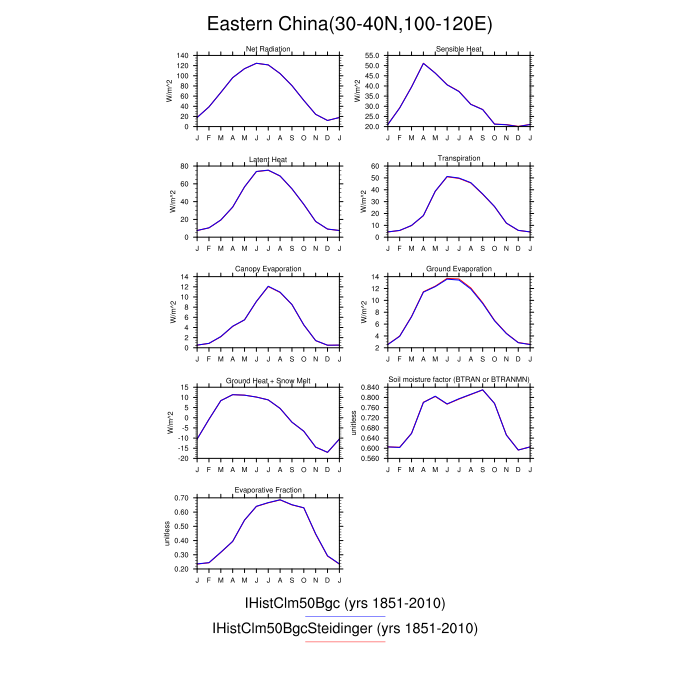 Eastern China(30-40N,100-120E)
Net Radiation
W/m^2
140
120
100
80
60
40
20
0
J F M A M J J A S O N D J
Sensible Heat
W/m^2
55.0
50.0
45.0
40.0
35.0
30.0
25.0
20.0
J F M A M J J A S O N D J
Latent Heat
W/m^2
80
60
40
20
0
J F M A M J J A S O N D J
Transpiration
W/m^2
60
50
40
30
20
10
0
J F M A M J J A S O N D J
Canopy Evaporation
W/m^2
14
12
10
8
6
4
2
0
J F M A M J J A S O N D J
Ground Evaporation
W/m^2
14
12
10
8
6
4
2
J F M A M J J A S O N D J
Ground Heat + Snow Melt
W/m^2
15
10
5
0
-5
-10
-15
-20
J F M A M J J A S O N D J
Soil moisture factor (BTRAN or BTRANMN)
unitless
0.840
0.800
0.760
0.720
0.680
0.640
0.600
0.560
J F M A M J J A S O N D J
Evaporative Fraction
unitless
0.70
0.60
0.50
0.40
0.30
0.20
J F M A M J J A S O N D J
IHistClm50Bgc (yrs 1851-2010)
IHistClm50BgcSteidinger (yrs 1851-2010)